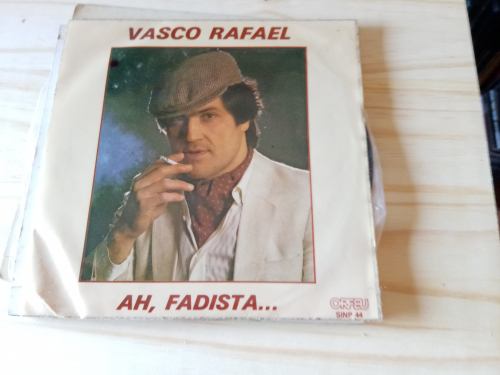 VASCO RAFAEL
AH, FADISTA...
ORFEU
SINP 44